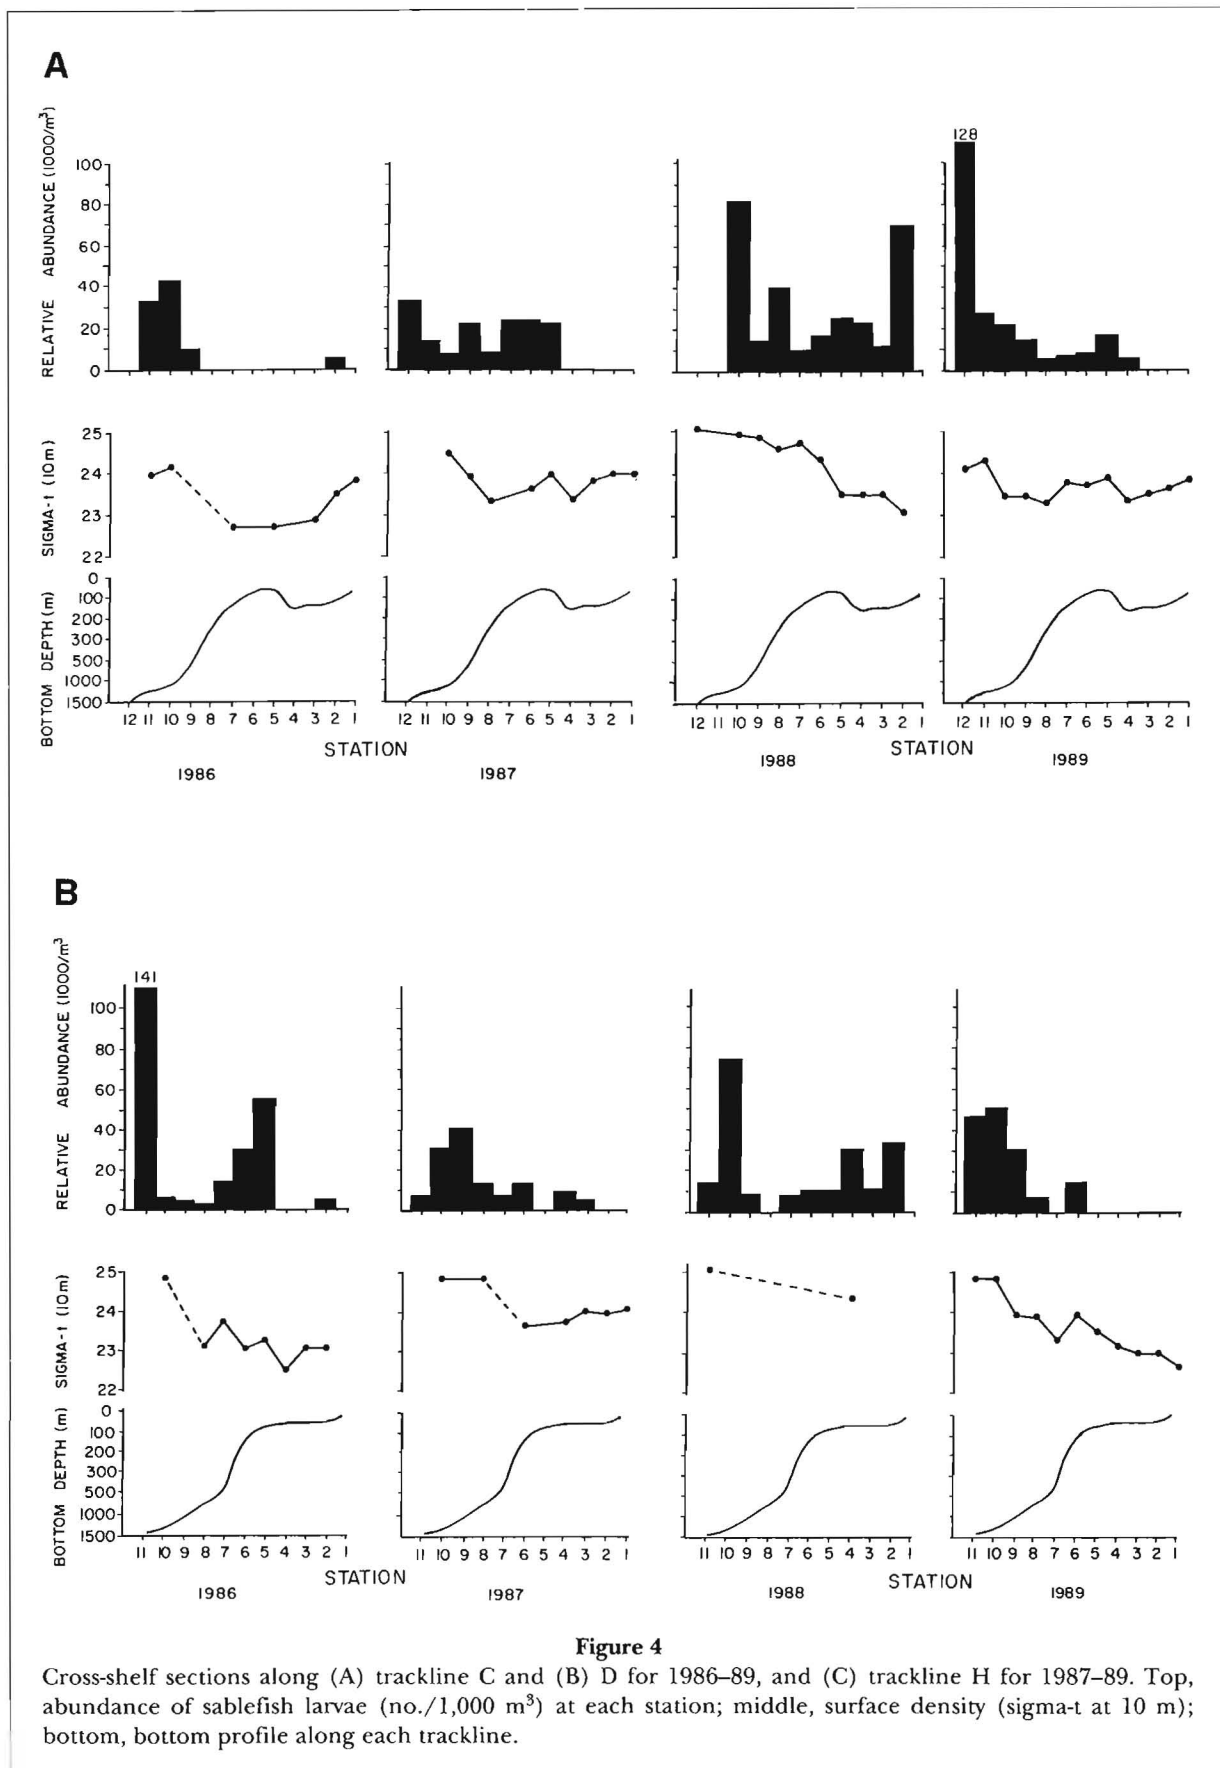 A
RELATIVE ABUNDANCE (1000/m³)
100
80
60
40
20
0
128
SIGMA-t (10m)
25
24
23
22
BOTTOM DEPTH (m)
0
100
200
300
500
1000
1500
12 11 10 9 8 7 6 5 4 3 2 1
12 11 10 9 8 7 6 5 4 3 2 1
12 11 10 9 8 7 6 5 4 3 2 1
12 11 10 9 8 7 6 5 4 3 2 1
STATION
STATION
1986
1987
1988
1989
B
RELATIVE ABUNDANCE (1000/m³
141
100
80
60
40
20
0
SIGMA-t (10m)
25
24
23
22
BOTTOM DEPTH (m)
0
100
200
300
500
1000
1500
11 10 9 8 7 6 5 4 3 2 1
11 10 9 8 7 6 5 4 3 2 1
11 10 9 8 7 6 5 4 3 2 1
11 10 9 8 7 6 5 4 3 2 1
STATION
STATION
1986
1987
1988
1989
Figure 4
Cross-shelf sections along (A) trackline C and (B) D for 1986–89, and (C) trackline H for 1987–89. Top,
abundance of sablefish larvae (no./1,000 m³) at each station; middle, surface density (sigma-t at 10 m);
bottom, bottom profile along each trackline.